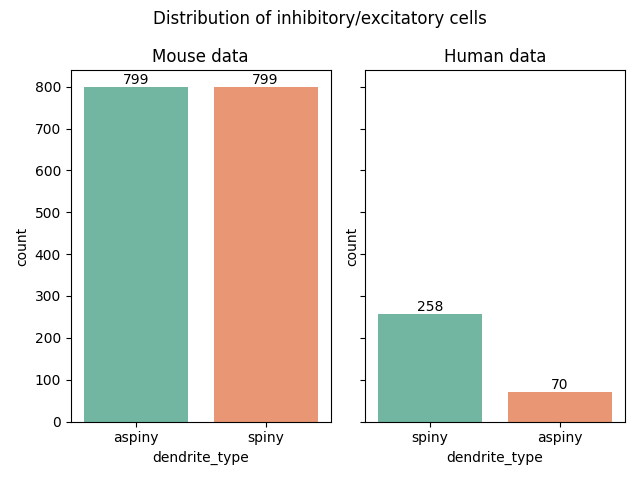 Distribution of inhibitory/excitatory cells
Mouse data
Human data
799
799
800
700
600
500
400
300
200
100
0
count
aspiny
spiny
dendrite_type
count
258
70
spiny
aspiny
dendrite_type